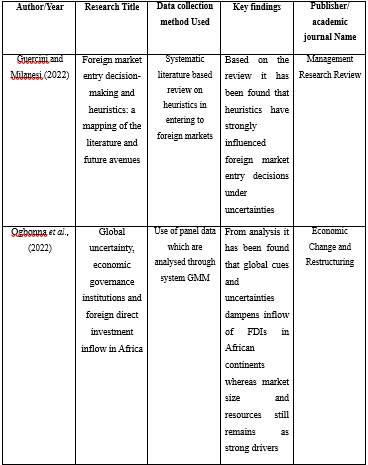 Author/Year
Research Title
Data collection
method Used
Key findings
Publisher/
academic
journal Name
Guercini and
Milanesi (2022)
Foreign market
entry decision-
making and
heuristics: a
mapping of the
literature and
future avenues
Systematic
literature based
review on
heuristics in
entering to
foreign markets
Based on the
review it has
been found that
heuristics have
strongly
influenced
foreign market
entry decisions
under
uncertainties
Management
Research Review
Ogbonna et al.,
(2022)
Global
uncertainty,
economic
governance
institutions and
foreign direct
investment
inflow in Africa
Use of panel data
which are
analysed through
system GMM
From analysis it
has been found
that global cues
and
uncertainties
dampens inflow
of FDIs in
African
continents
whereas market
size and
resources still
remains as
strong drivers
Economic
Change and
Restructuring